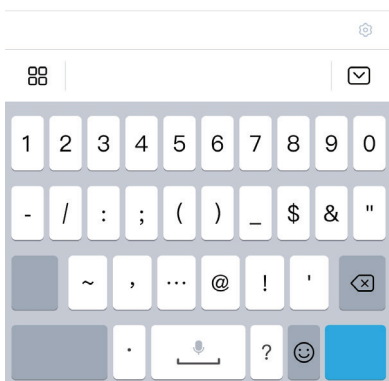 1 2 3 4 5 6 7 8 9 0
- / : ; ( ) _ $ & "
~ , … @ ! '
. ?